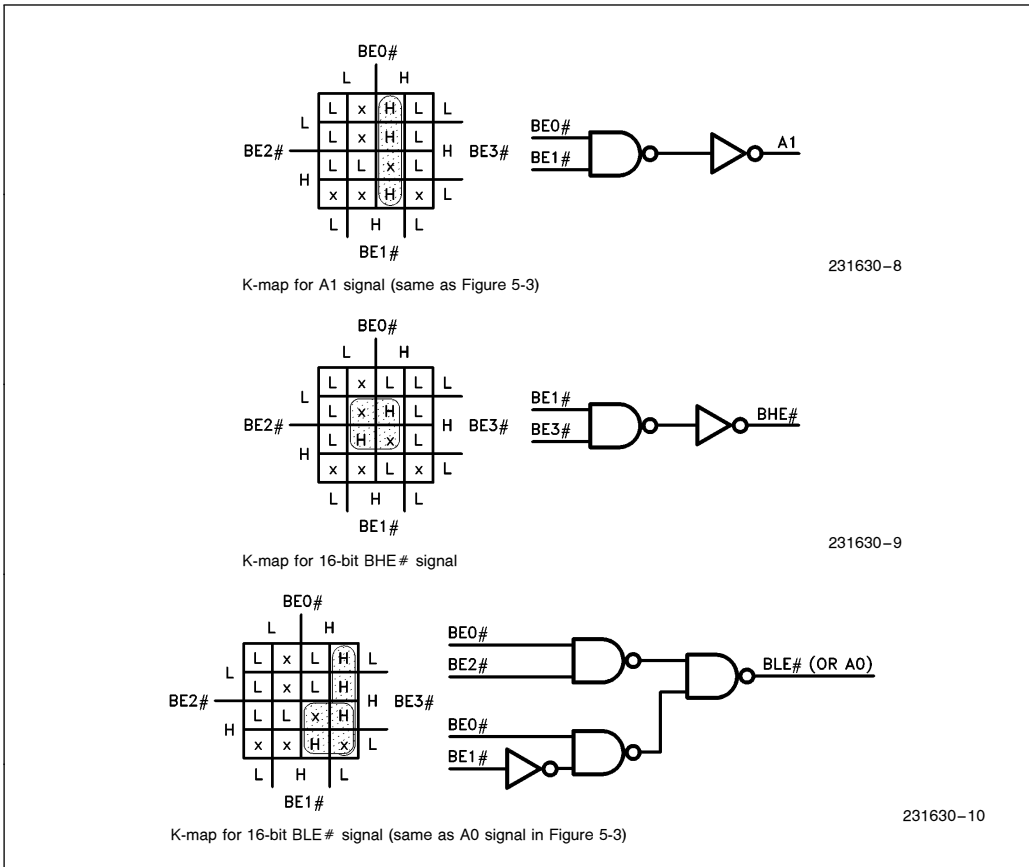 BE0#
L H
L x H L L
L
L x H L
BE2# H BE3#
L L x L
H
x x H x L
L H L
BE1#
BE0#
BE1#
A1
231630–8
K-map for A1 signal (same as Figure 5-3)
BE0#
L H
L x L L L
L
L x H L
BE2# H BE3#
L H x L
H
x x L x L
L H L
BE1#
BE1#
BE3#
BHE#
231630–9
K-map for 16-bit BHE# signal
BE0#
L H
L x L H L
L
L x L H
BE2# H BE3#
L L x H
H
x x H x L
L H L
BE1#
BE0#
BE2#
BE0#
BE1#
BLE# (OR A0)
231630–10
K-map for 16-bit BLE# signal (same as A0 signal in Figure 5-3)